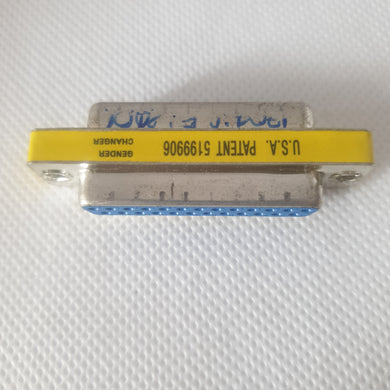 U.S.A. PATENT 5199906
GENDER
CHANGER